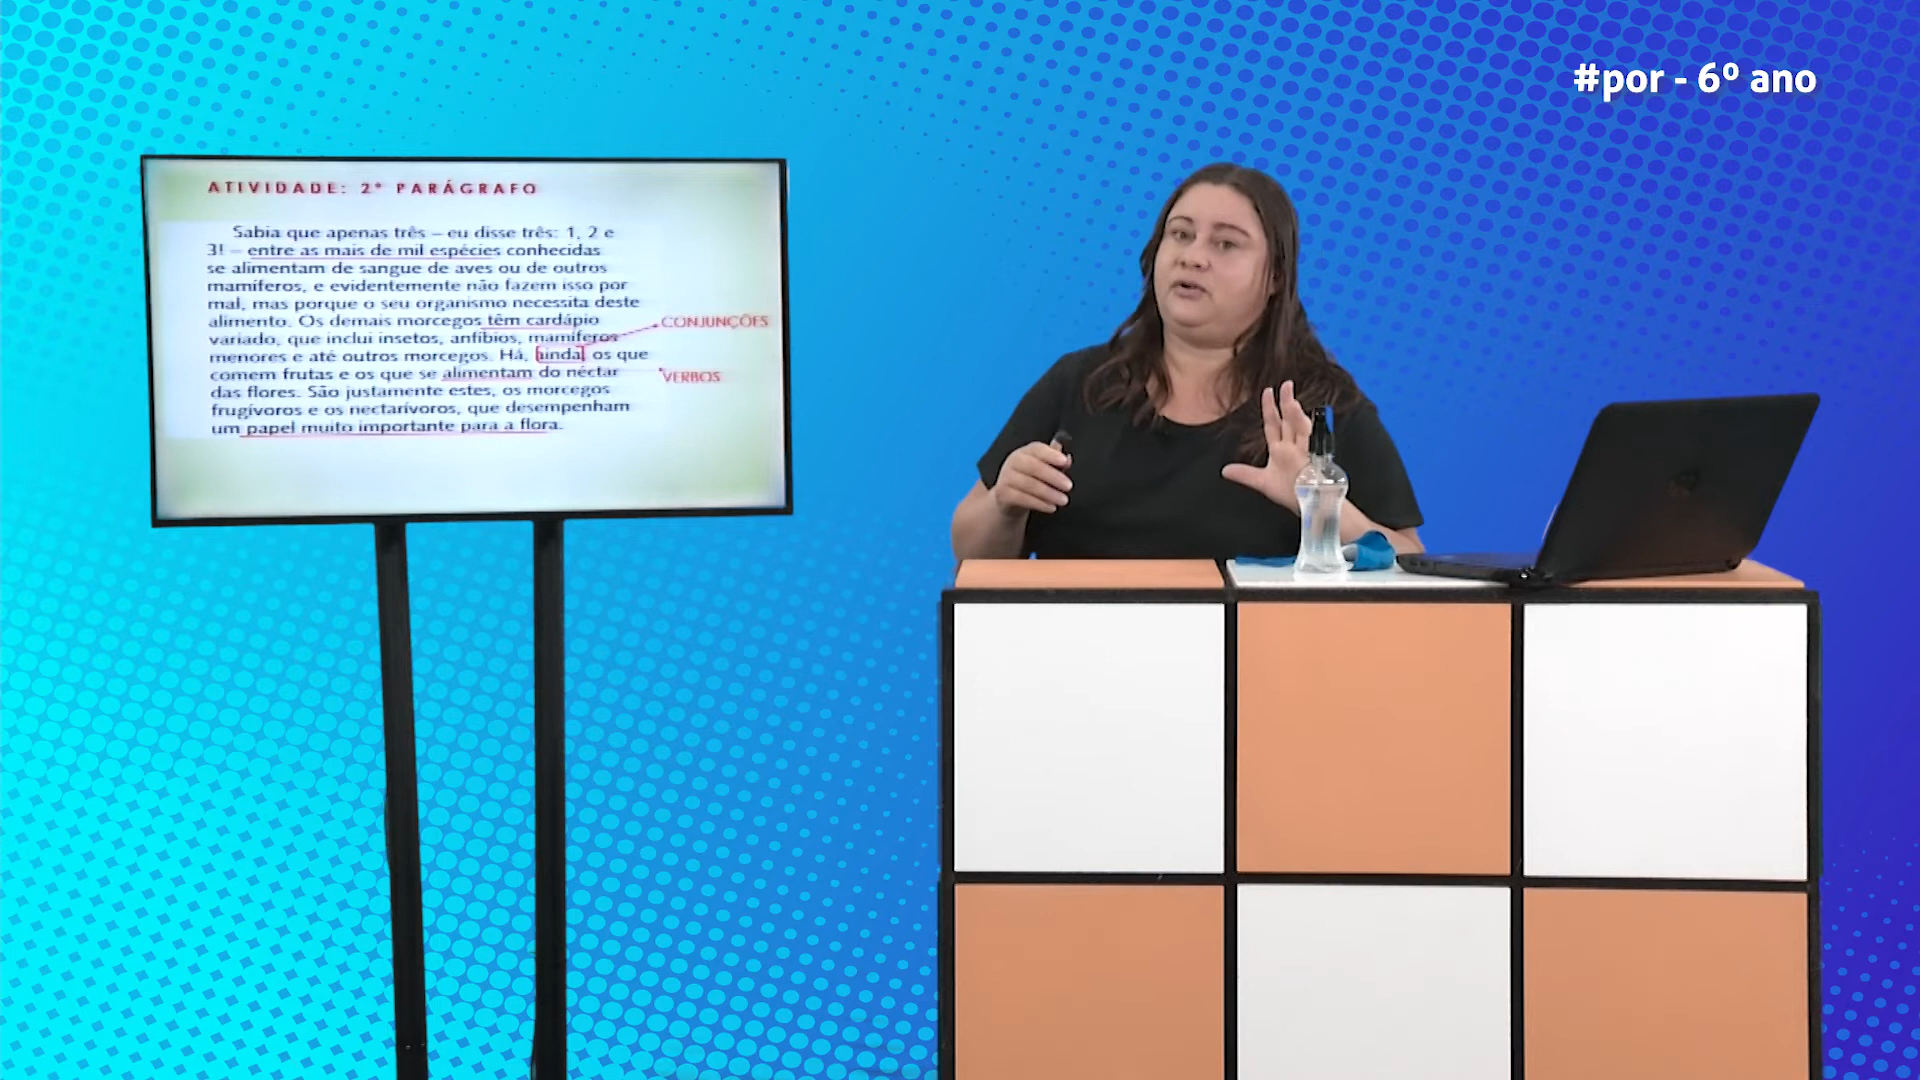 #por - 6º ano
ATIVIDADE: 2º PARÁGRAFO
Sabia que apenas três – eu disse três: 1, 2 e
3! – entre as mais de mil espécies conhecidas
se alimentam de sangue de aves ou de outros
mamíferos, e evidentemente não fazem isso por
mal, mas porque o seu organismo necessita deste
alimento. Os demais morcegos têm cardápio
variado, que inclui insetos, anfíbios, mamíferos
menores e até outros morcegos. Há, ainda, os que
comem frutas e os que se alimentam do néctar
das flores. São justamente estes, os morcegos
frugívoros e os nectarívoros, que desempenham
um papel muito importante para a flora.
CONJUNÇÕES
VERBOS